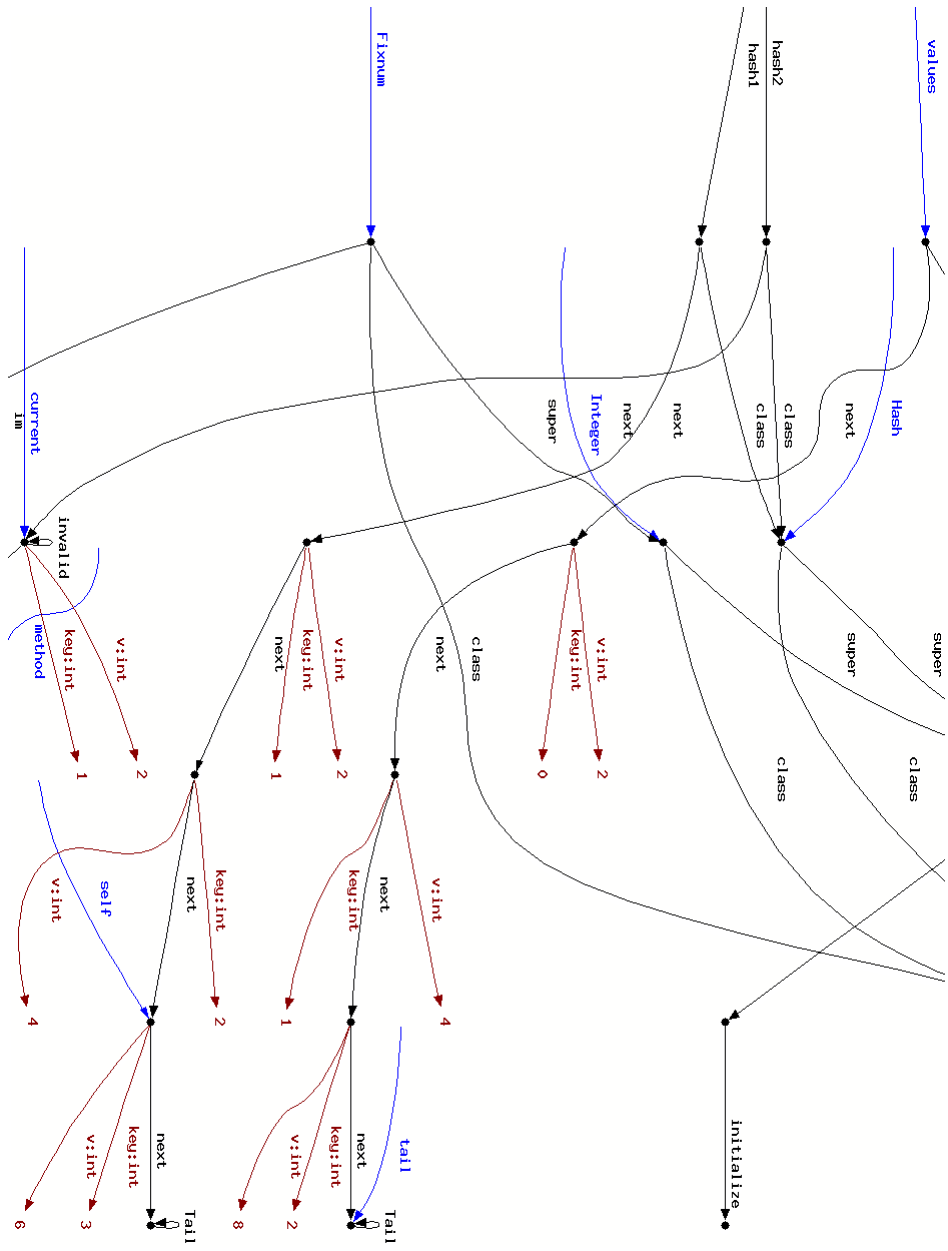 values
hash2
hash1
Fixnum
Hash
next
class
class
next
next
Integer
super
current
im
invalid
super
super
v:int
key:int
class
next
v:int
key:int
next
v:int
key:int
method
class
class
2
0
2
1
2
1
v:int
next
key:int
key:int
next
self
v:int
4
1
2
4
initialize
tail
next
key:int
v:int
next
key:int
v:int
Tail
2
8
Tail
3
6